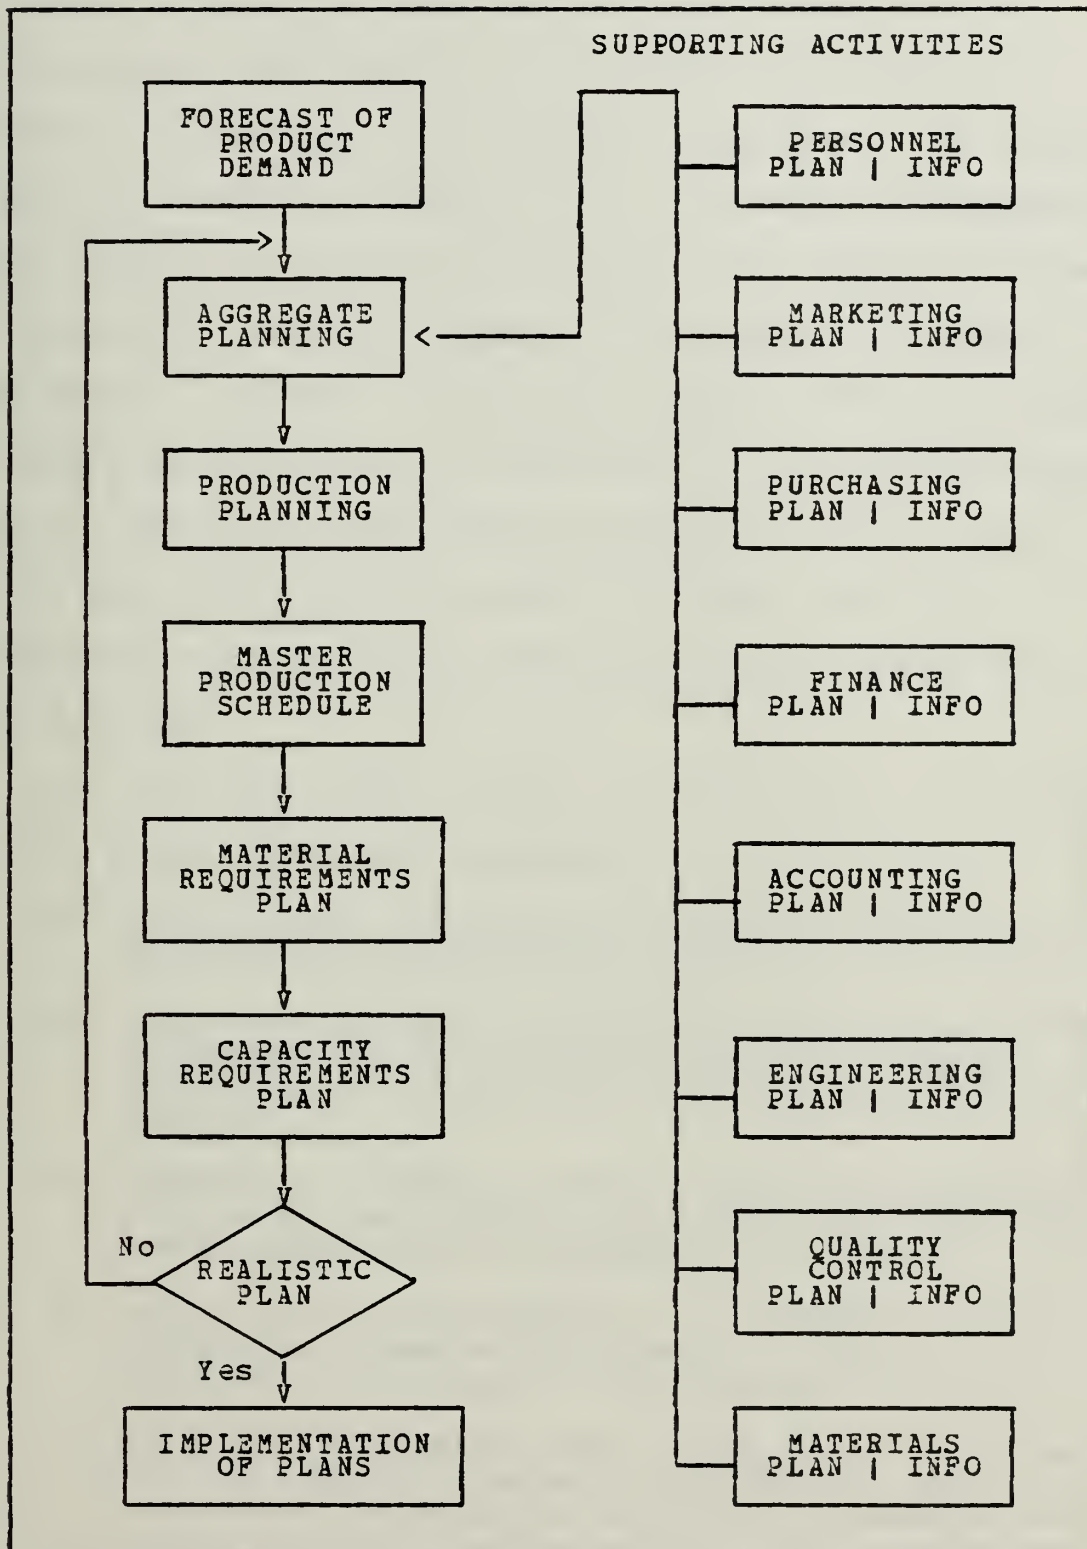 SUPPORTING ACTIVITIES
FORECAST OF
PRODUCT
DEMAND
AGGREGATE
PLANNING
PRODUCTION
PLANNING
MASTER
PRODUCTION
SCHEDULE
MATERIAL
REQUIREMENTS
PLAN
CAPACITY
REQUIREMENTS
PLAN
No
REALISTIC
PLAN
Yes
IMPLEMENTATION
OF PLANS
PERSONNEL
PLAN | INFO
MARKETING
PLAN | INFO
PURCHASING
PLAN | INFO
FINANCE
PLAN | INFO
ACCOUNTING
PLAN | INFO
ENGINEERING
PLAN | INFO
QUALITY
CONTROL
PLAN | INFO
MATERIALS
PLAN | INFO